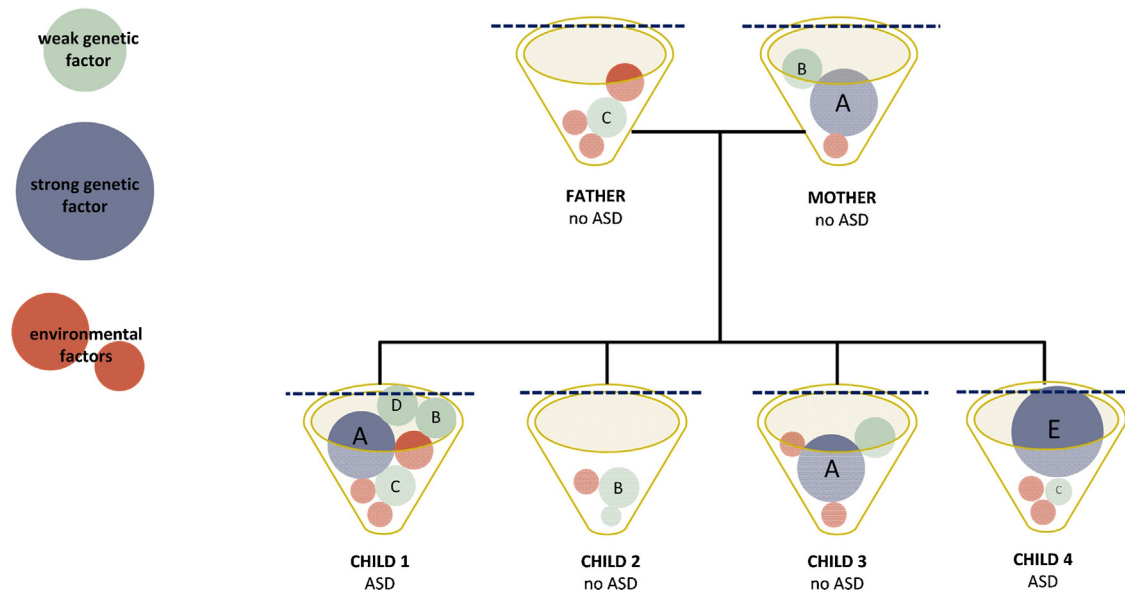 weak genetic
factor
strong genetic
factor
environmental
factors
C
B
A
FATHER
no ASD
MOTHER
no ASD
D
B
A
C
B
A
E
C
CHILD 1
ASD
CHILD 2
no ASD
CHILD 3
no ASD
CHILD 4
ASD